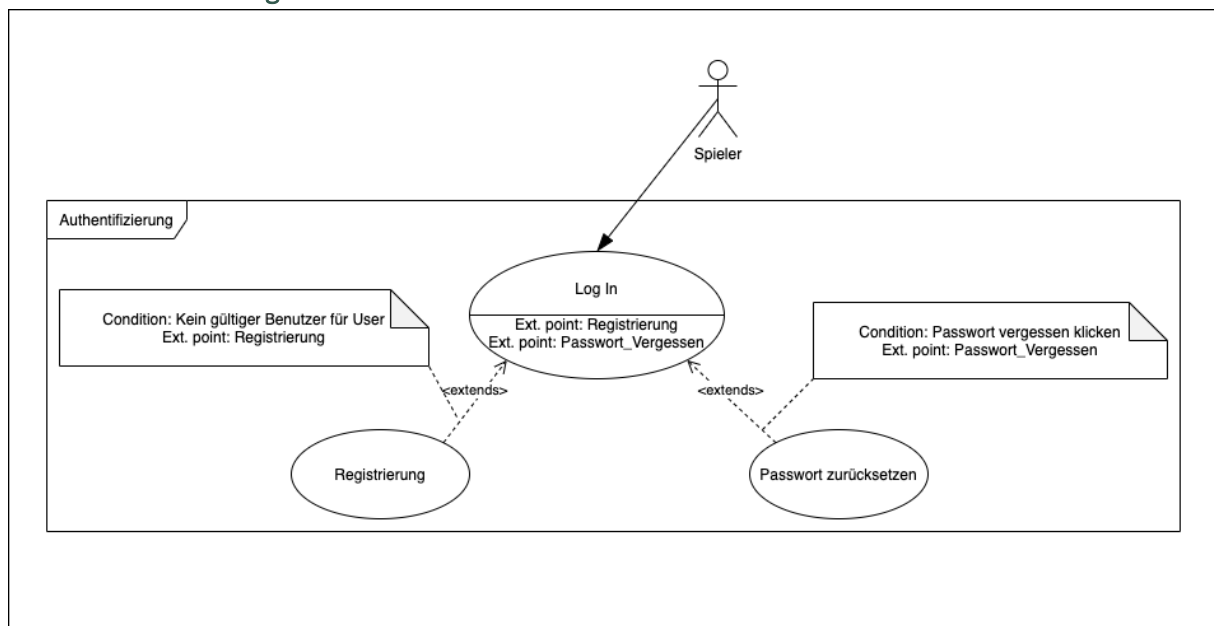 Spieler
Authentifizierung
Condition: Kein gültiger Benutzer für User
Ext. point: Registrierung
Log In
Ext. point: Registrierung
Ext. point: Passwort_Vergessen
Condition: Passwort vergessen klicken
Ext. point: Passwort_Vergessen
<extends>
<extends>
Registrierung
Passwort zurücksetzen